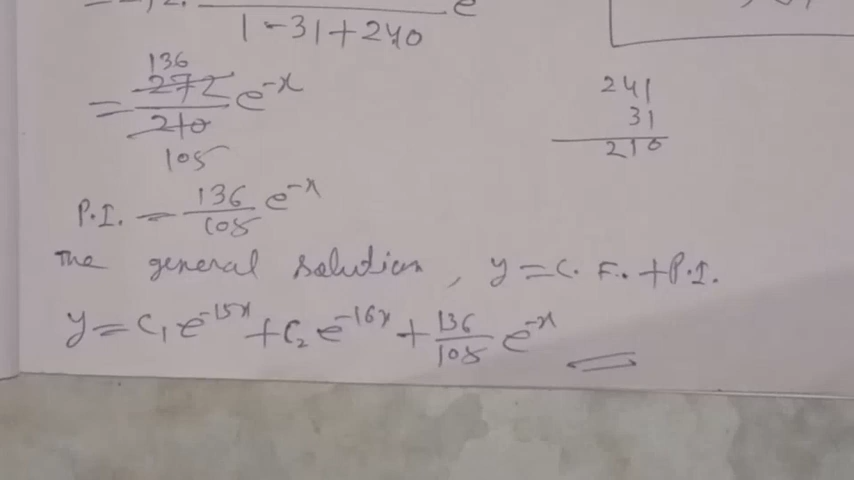 e
1-31+240
136
= 272/210 e^-x
105
241
31
210
P.I. = 136/105 e^-x
The general solution, y = C.F. + P.I.
y = C₁e^-15x + C₂e^-16x + 136/105 e^-x